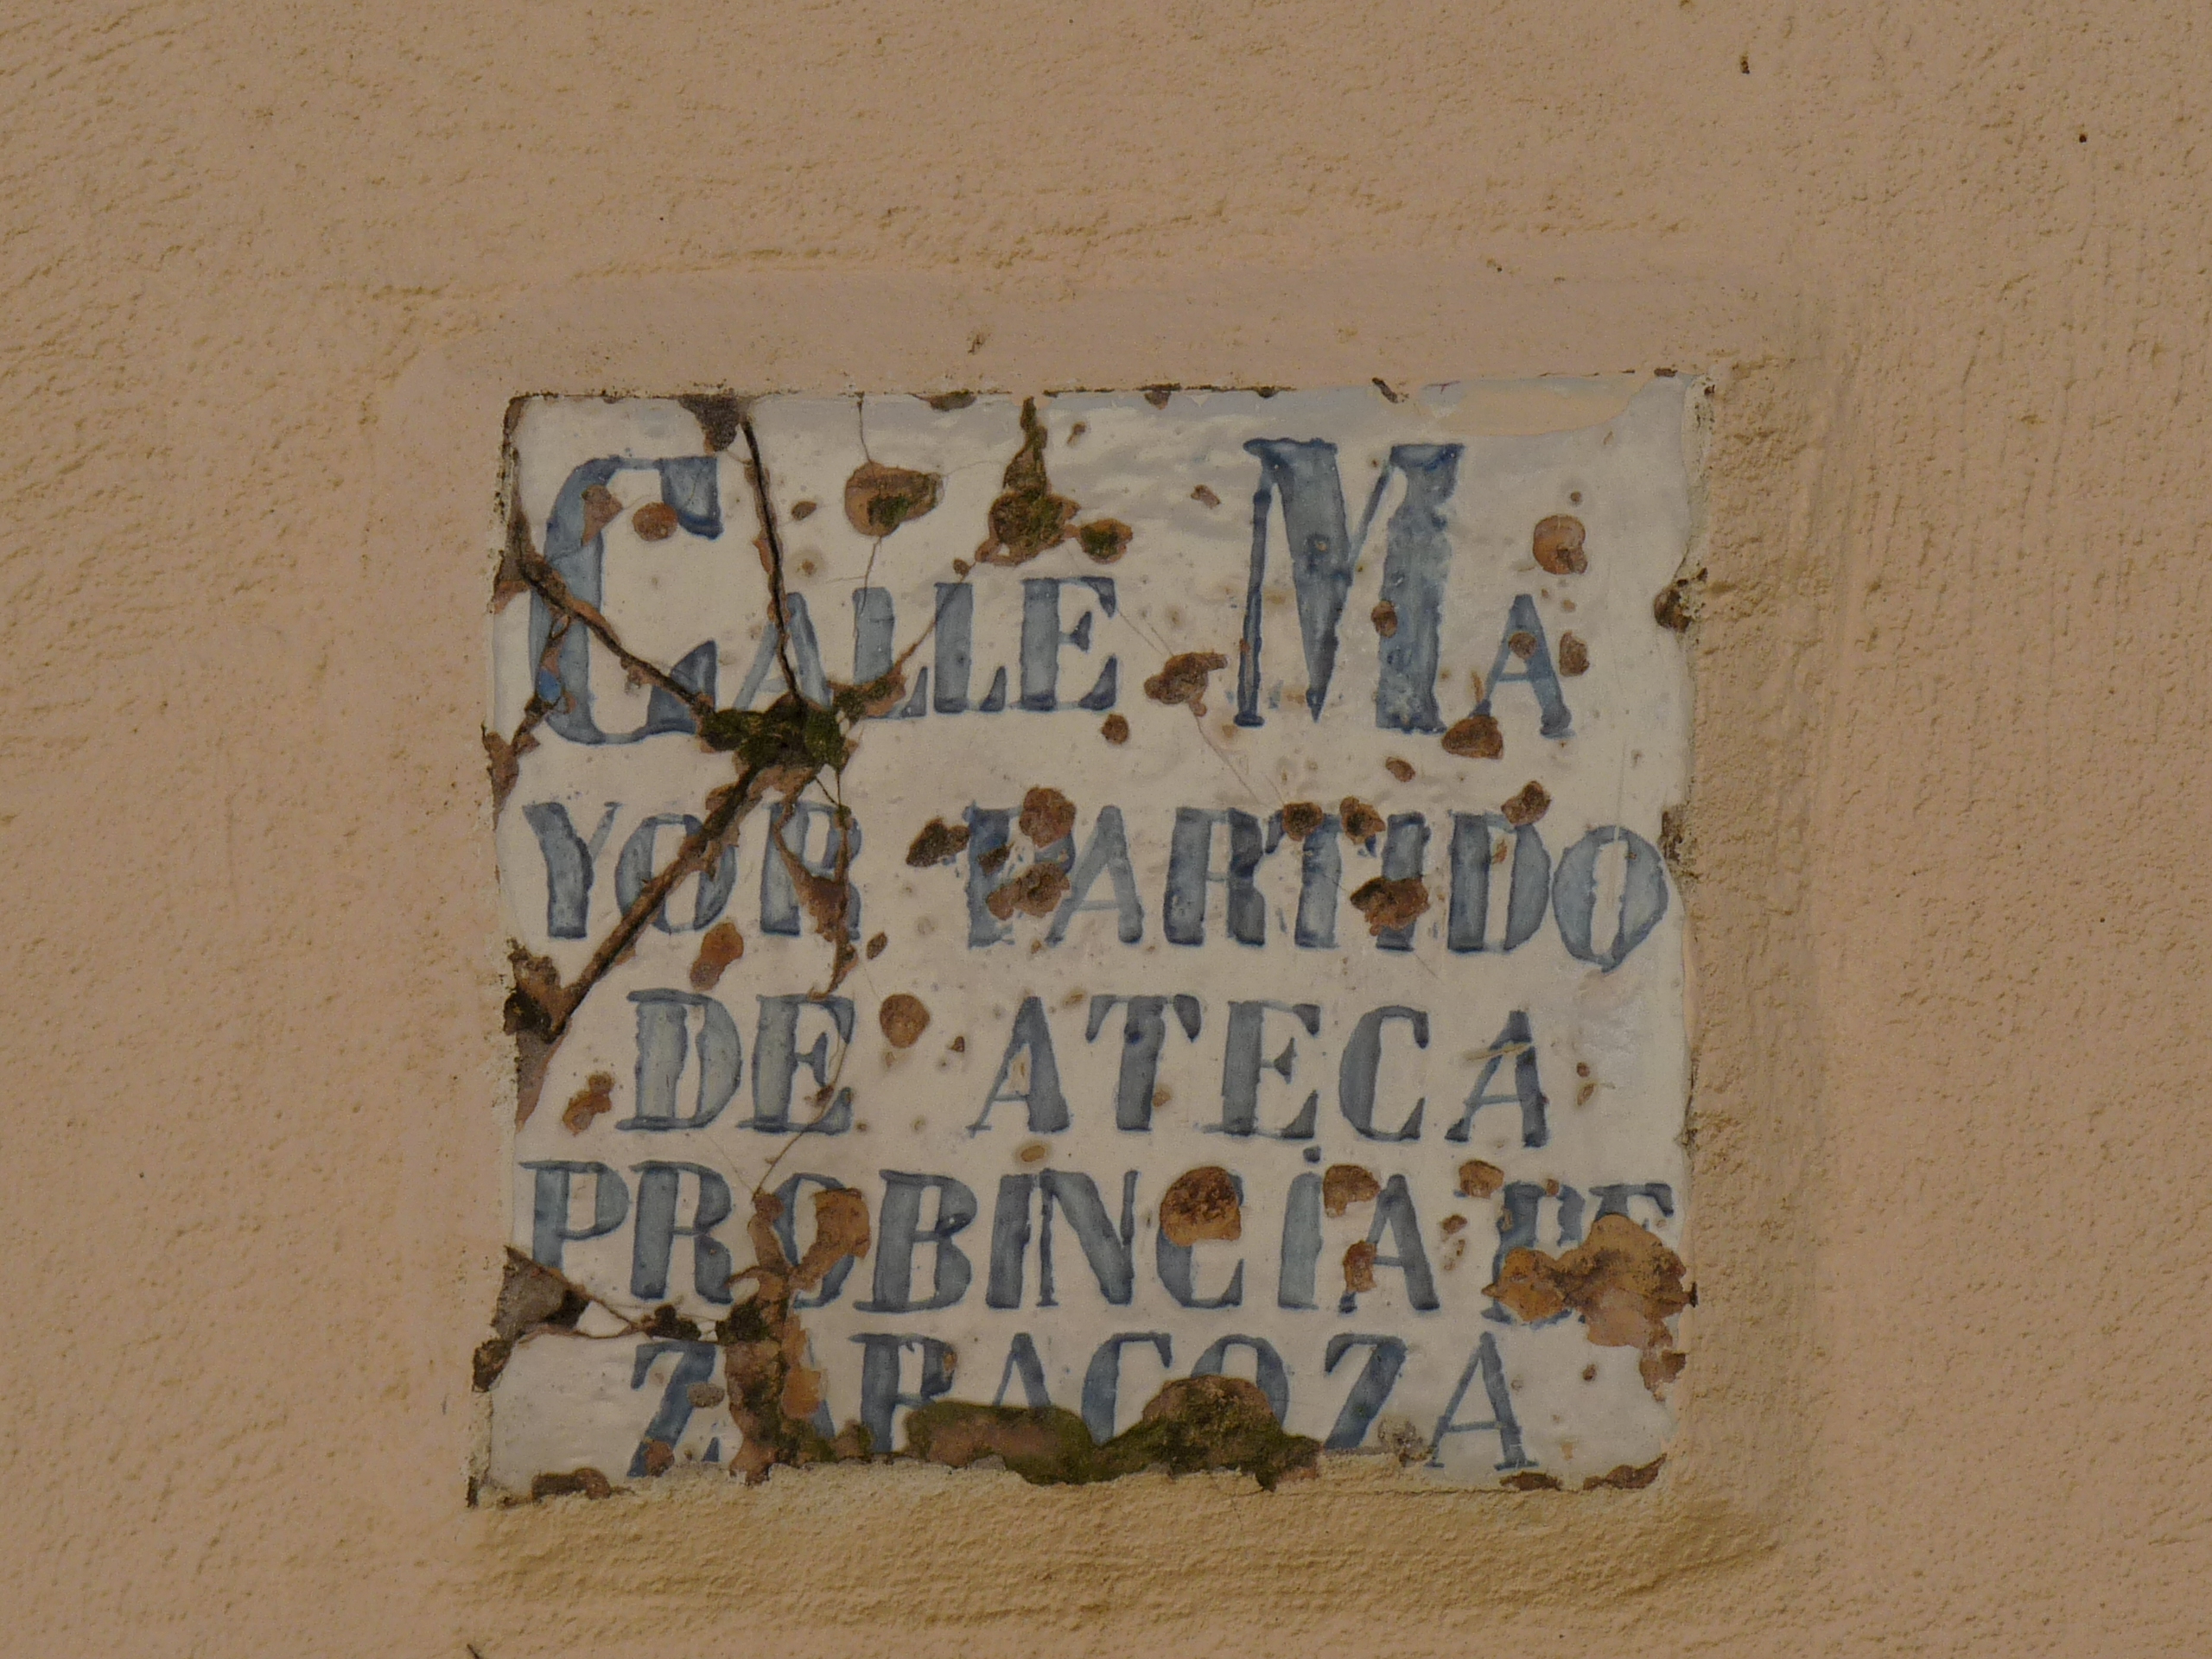 CALLE MA
YOR PARTIDO
DE ATECA
PROBINCiA DE
ZARAGOZA